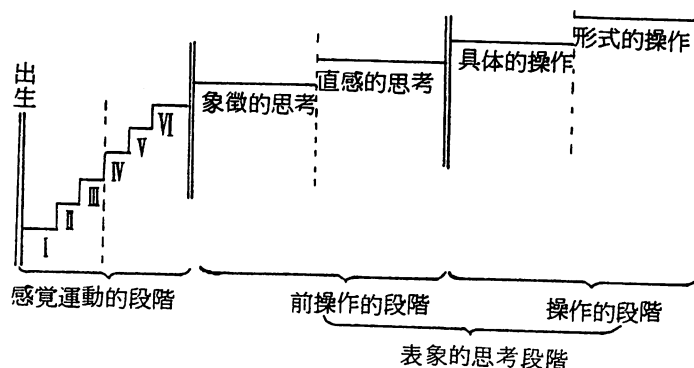 出生
I
II
III
IV
V
VI
象徴的思考
直感的思考
具体的操作
形式的操作
感覚運動的段階
前操作的段階
操作的段階
表象的思考段階